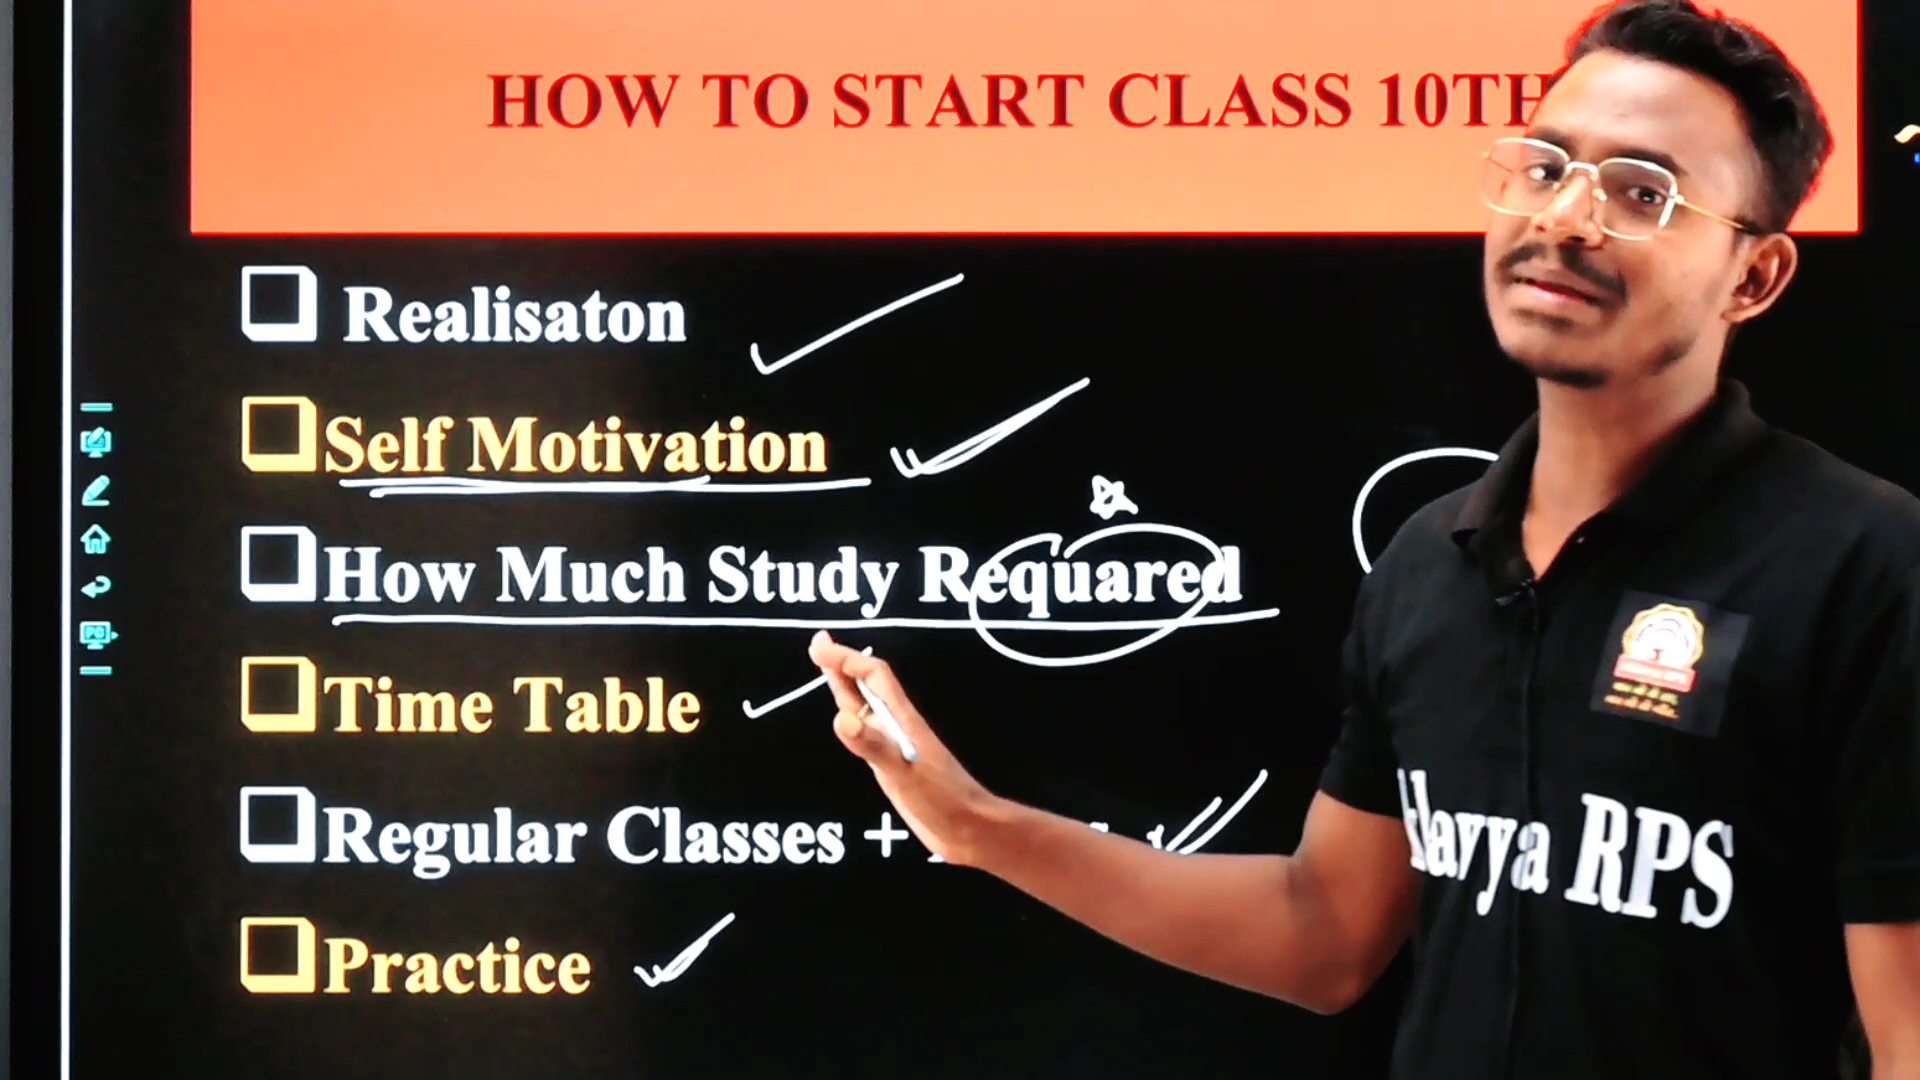 HOW TO START CLASS 10TH
Realisaton
Self Motivation
How Much Study Requared
Time Table
Regular Classes +
Practice
RPS